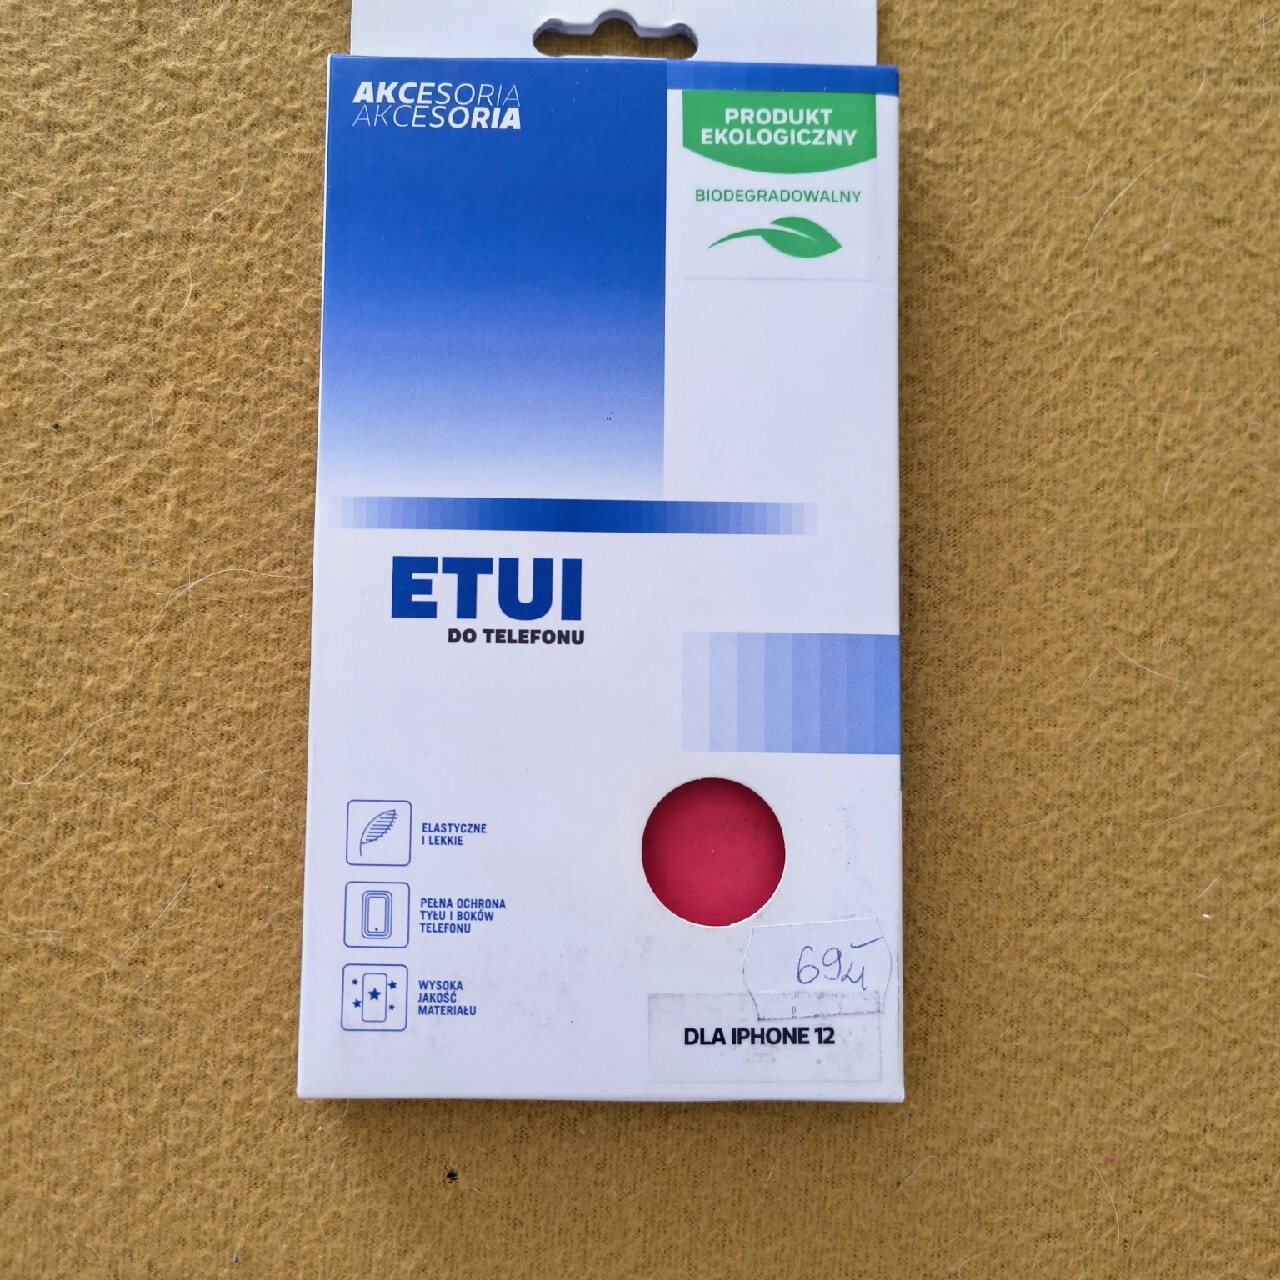 AKCESORIA
AKCESORIA
PRODUKT
EKOLOGICZNY
BIODEGRADOWALNY
ETUI
DO TELEFONU
ELASTYCZNE
I LEKKIE
PEŁNA OCHRONA
TYŁU I BOKÓW
TELEFONU
WYSOKA
JAKOŚĆ
MATERIAŁU
69zł
DLA IPHONE 12